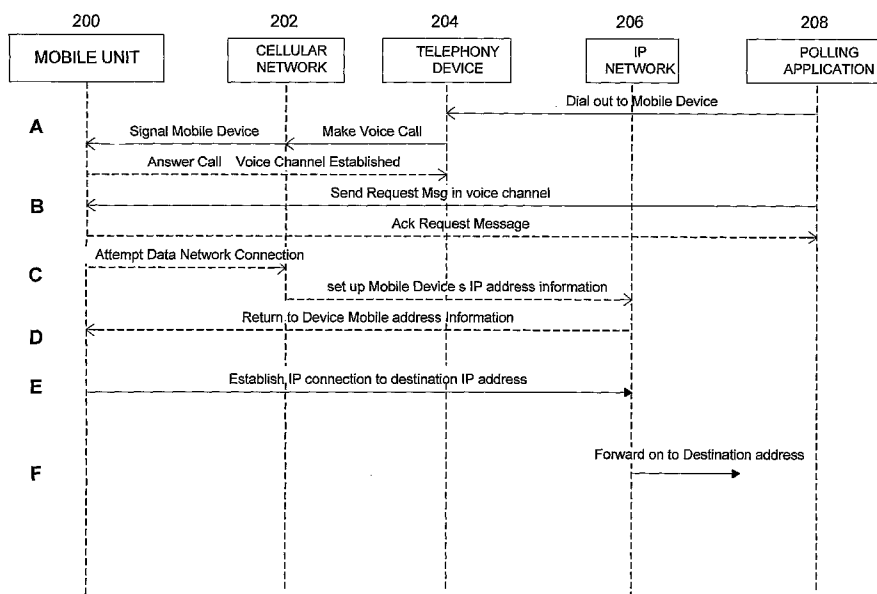 200 202 204 206 208
MOBILE UNIT
CELLULAR
NETWORK
TELEPHONY
DEVICE
IP
NETWORK
POLLING
APPLICATION
Dial out to Mobile Device
A
Signal Mobile Device
Make Voice Call
Answer Call Voice Channel Established
Send Request Msg in voice channel
B
Ack Request Message
Attempt Data Network Connection
C
set up Mobile Device s IP address information
Return to Device Mobile address Information
D
Establish IP connection to destination IP address
E
Forward on to Destination address
F